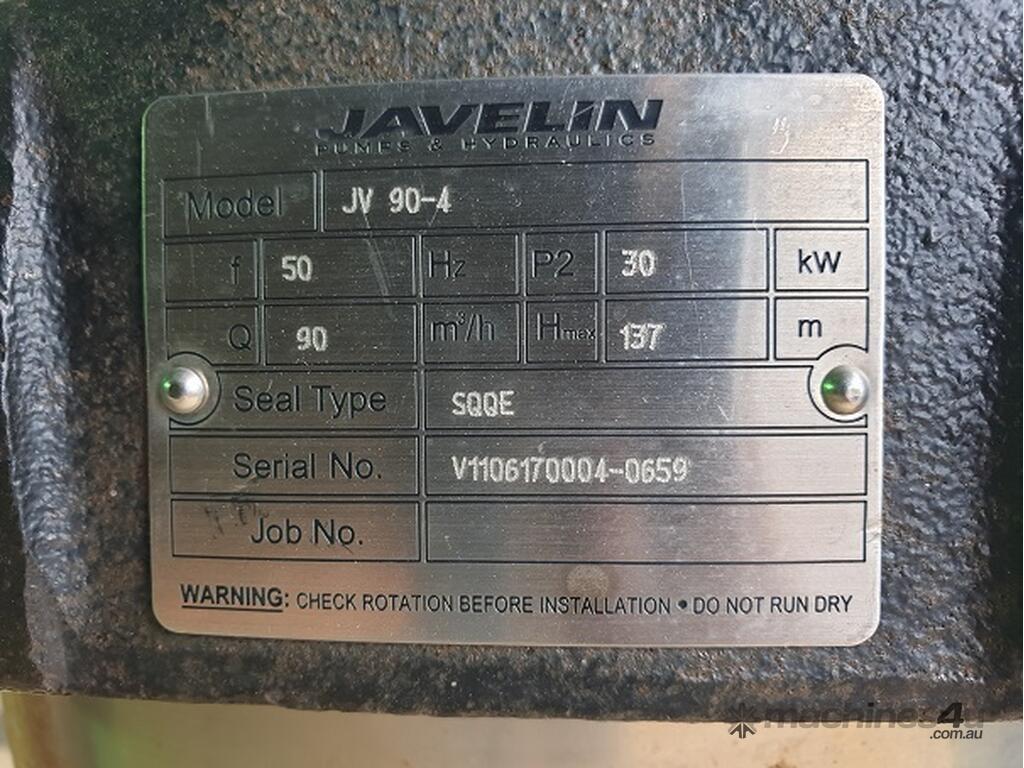 JAVELIN
PUMPS & HYDRAULICS
Model JV 90-4
f 50 Hz P2 30 kW
Q 90 m³/h Hmax 137 m
Seal Type SQQE
Serial No. V1106170004-0659
Job No.
WARNING: CHECK ROTATION BEFORE INSTALLATION • DO NOT RUN DRY
machines4u
.com.au